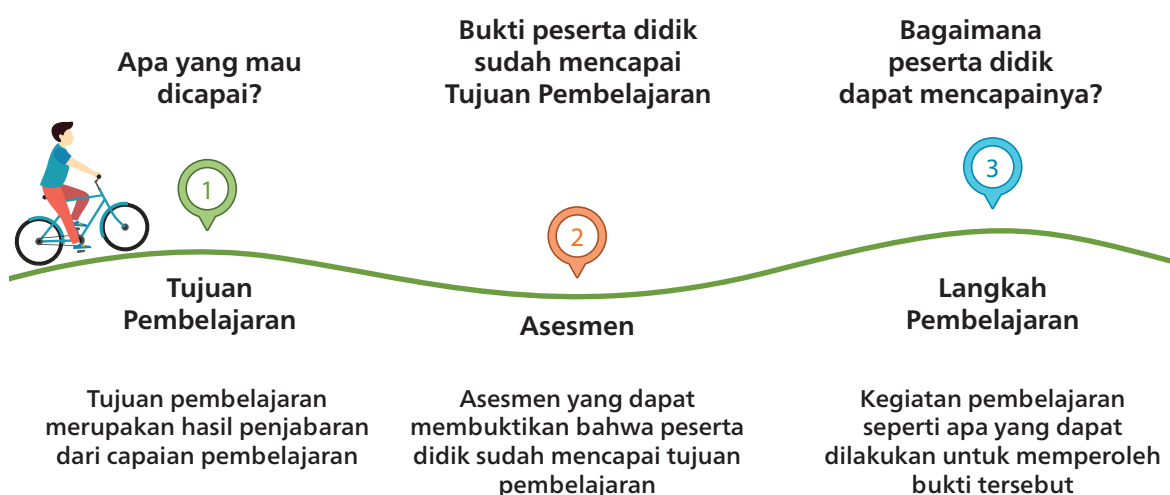 Apa yang mau
dicapai?
Bukti peserta didik
sudah mencapai
Tujuan Pembelajaran
Bagaimana
peserta didik
dapat mencapainya?
1
2
3
Tujuan
Pembelajaran
Asesmen
Langkah
Pembelajaran
Tujuan pembelajaran
merupakan hasil penjabaran
dari capaian pembelajaran
Asesmen yang dapat
membuktikan bahwa peserta
didik sudah mencapai tujuan
pembelajaran
Kegiatan pembelajaran
seperti apa yang dapat
dilakukan untuk memperoleh
bukti tersebut